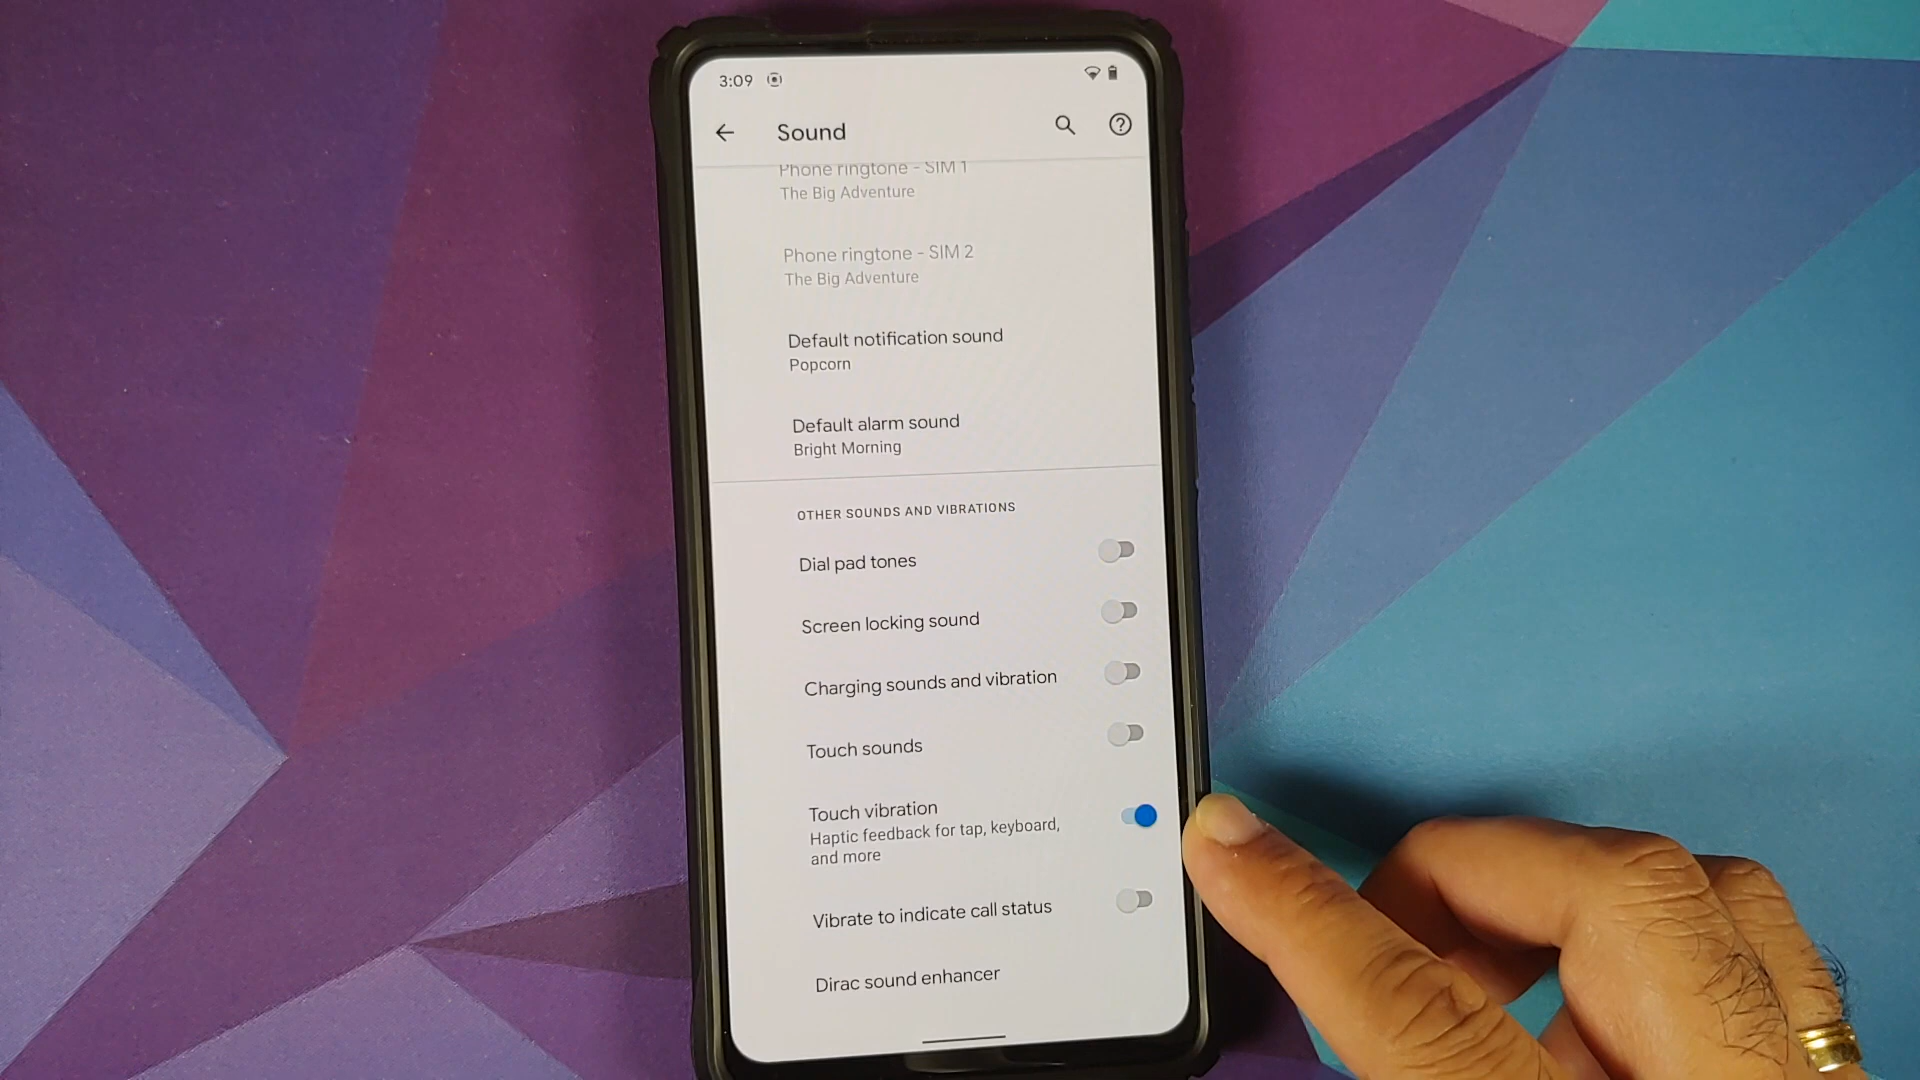 3:09
Sound
Phone ringtone - SIM 1
The Big Adventure
Phone ringtone - SIM 2
The Big Adventure
Default notification sound
Popcorn
Default alarm sound
Bright Morning
OTHER SOUNDS AND VIBRATIONS
Dial pad tones
Screen locking sound
Charging sounds and vibration
Touch sounds
Touch vibration
Haptic feedback for tap, keyboard,
and more
Vibrate to indicate call status
Dirac sound enhancer